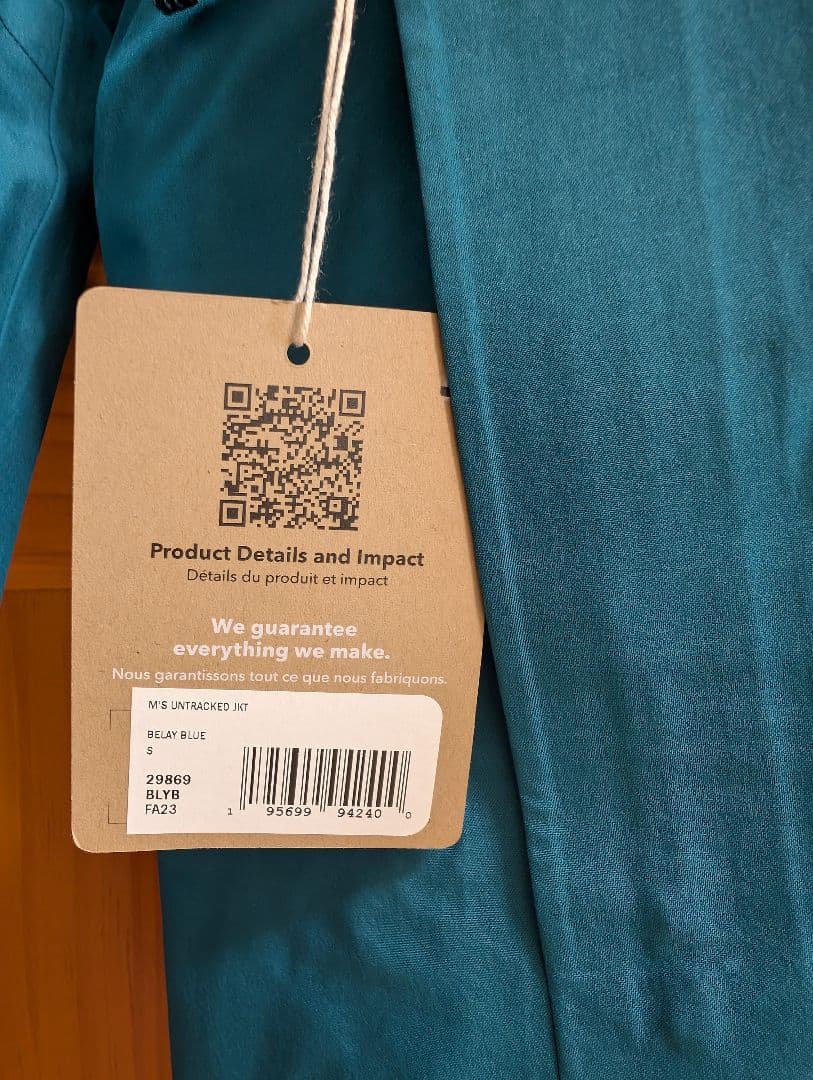 Product Details and Impact
Détails du produit et impact
We guarantee
everything we make.
Nous garantissons tout ce que nous fabriquons.
M'S UNTRACKED JKT
BELAY BLUE
S
29869
BLYB
FA23
1 95699 94240 0